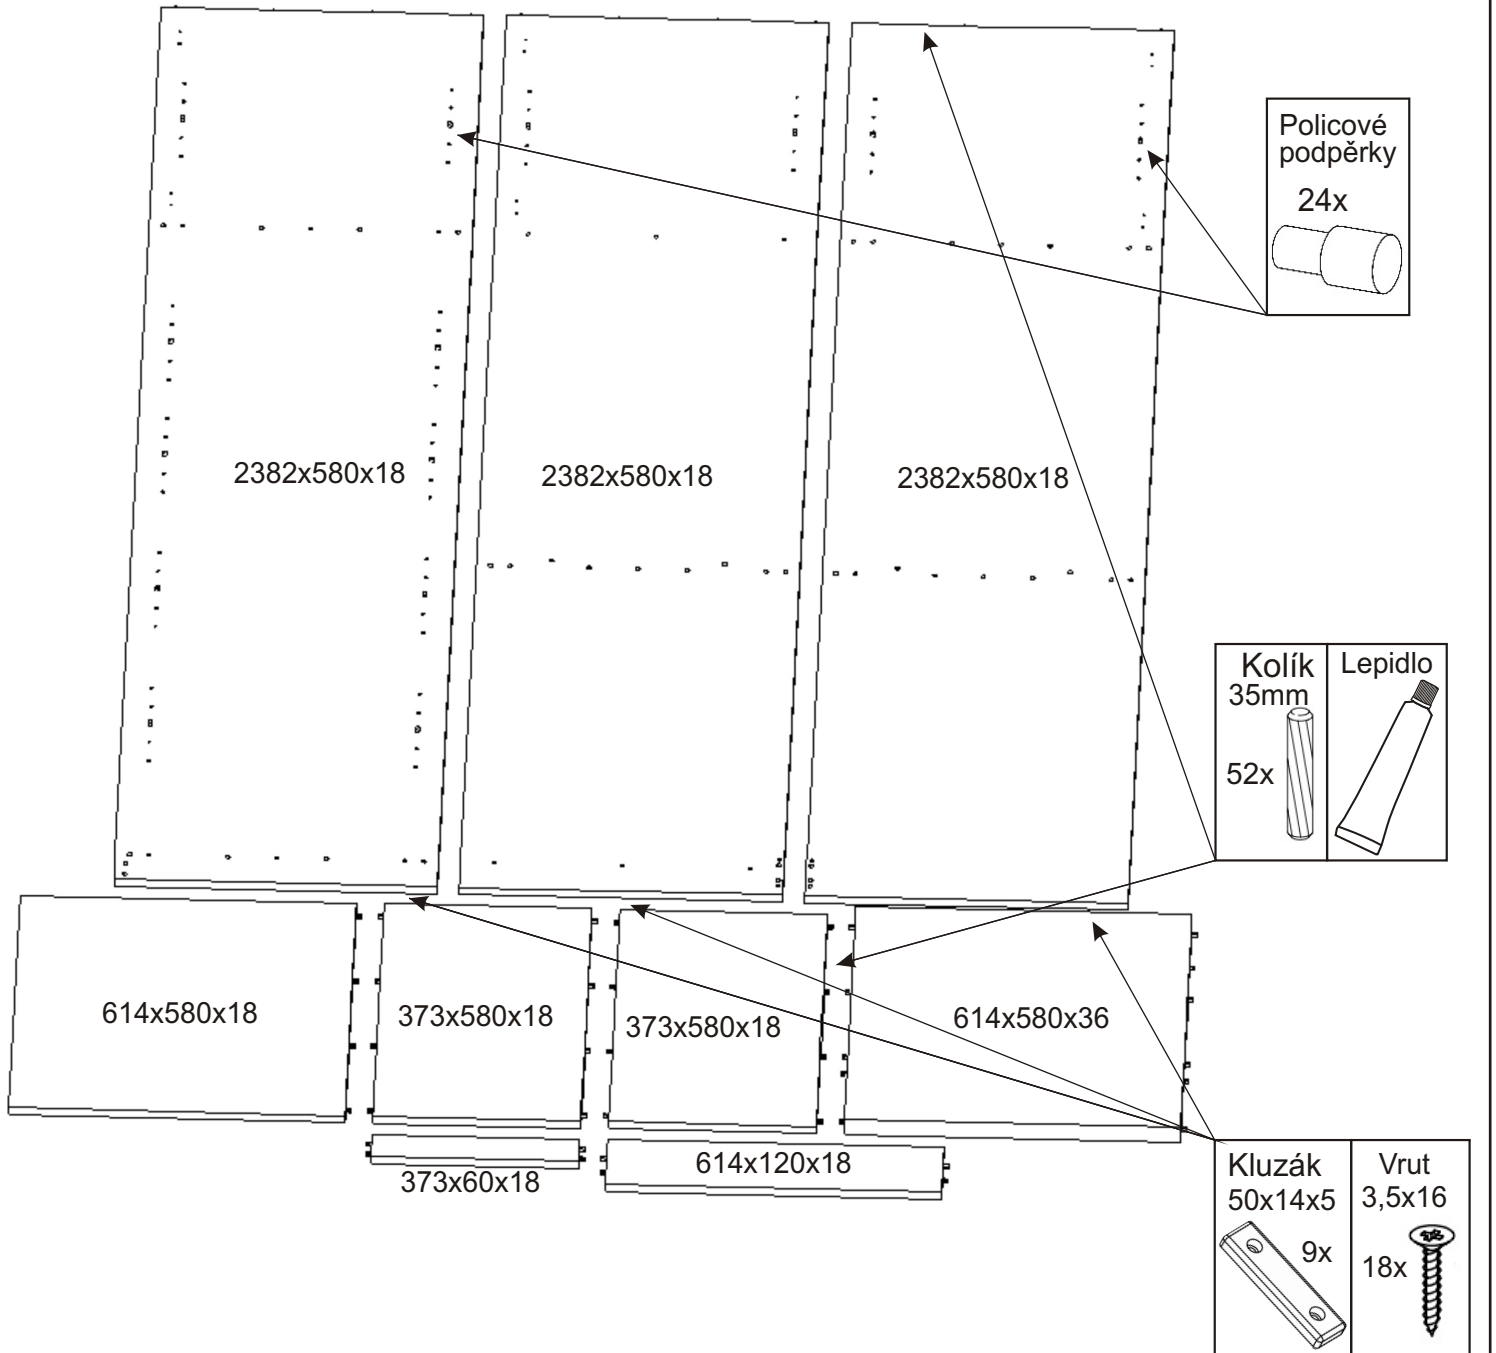 Policové
podpěrky
24x
2382x580x18
2382x580x18
2382x580x18
Kolík
35mm
52x
Lepidlo
614x580x18
373x580x18
373x580x18
614x580x36
373x60x18
614x120x18
Kluzák
50x14x5
9x
Vrut
3,5x16
18x